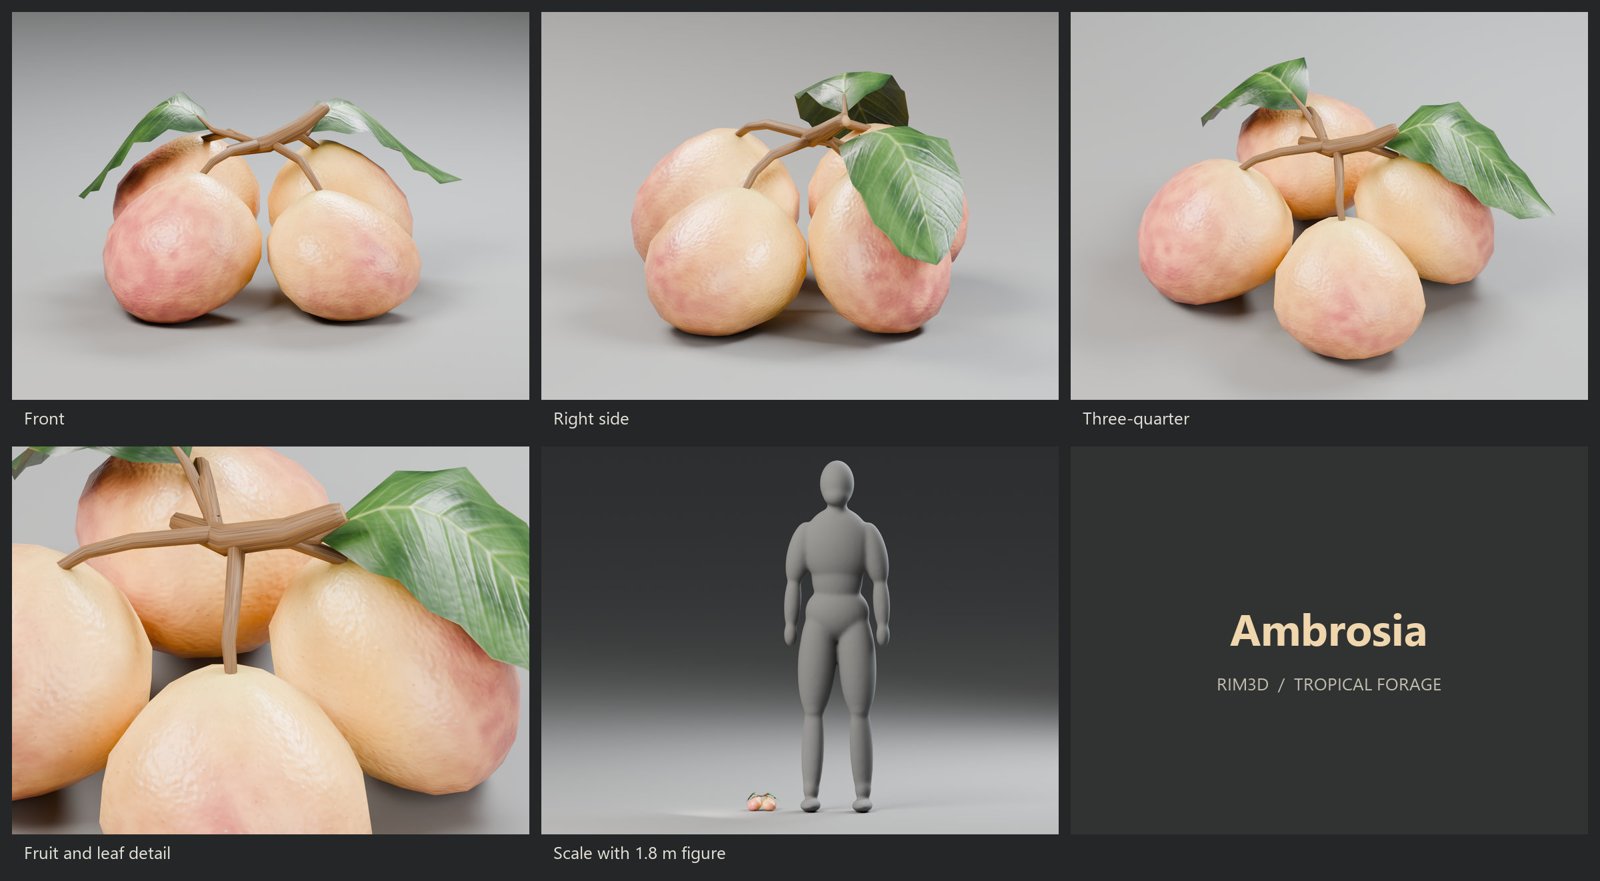 Front
Right side
Three-quarter
Ambrosia
RIM3D / TROPICAL FORAGE
Fruit and leaf detail
Scale with 1.8 m figure